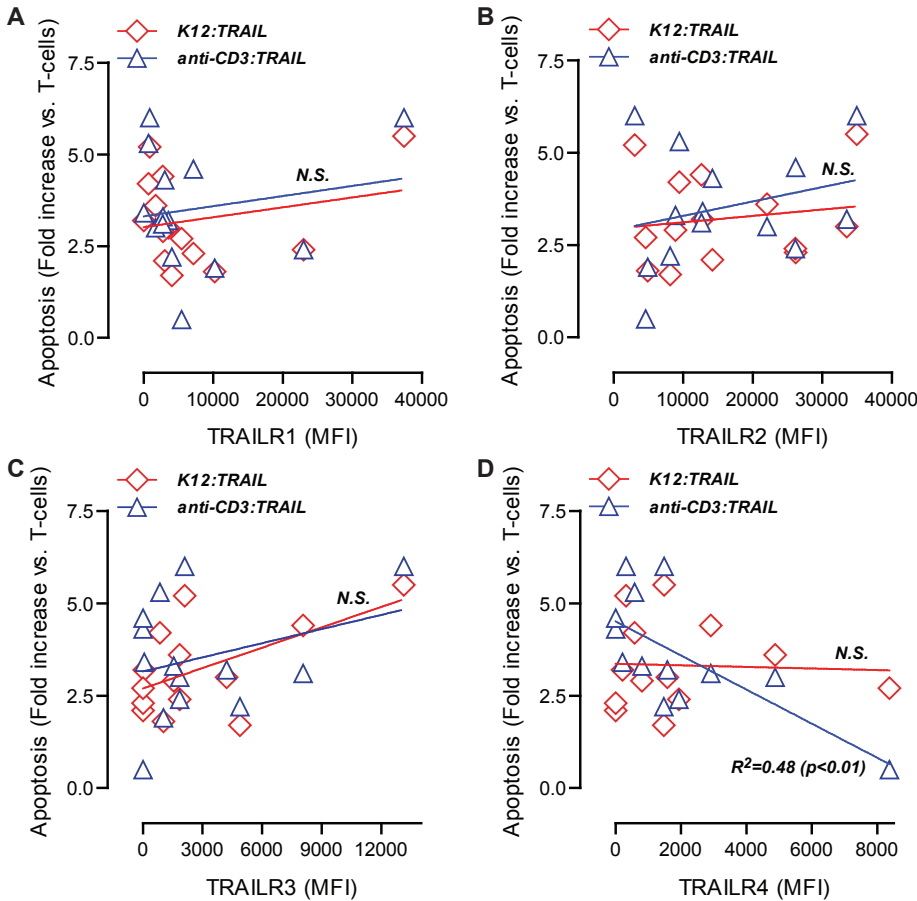 A
K12:TRAIL
anti-CD3:TRAIL
Apoptosis (Fold increase vs. T-cells)
7.5
5.0
2.5
0.0
N.S.
0 10000 20000 30000 40000
TRAILR1 (MFI)
B
K12:TRAIL
anti-CD3:TRAIL
Apoptosis (Fold increase vs. T-cells)
7.5
5.0
2.5
0.0
N.S.
0 10000 20000 30000 40000
TRAILR2 (MFI)
C
K12:TRAIL
anti-CD3:TRAIL
Apoptosis (Fold increase vs. T-cells)
7.5
5.0
2.5
0.0
N.S.
0 3000 6000 9000 12000
TRAILR3 (MFI)
D
K12:TRAIL
anti-CD3:TRAIL
Apoptosis (Fold increase vs. T-cells)
7.5
5.0
2.5
0.0
N.S.
R²=0.48 (p<0.01)
0 2000 4000 6000 8000
TRAILR4 (MFI)